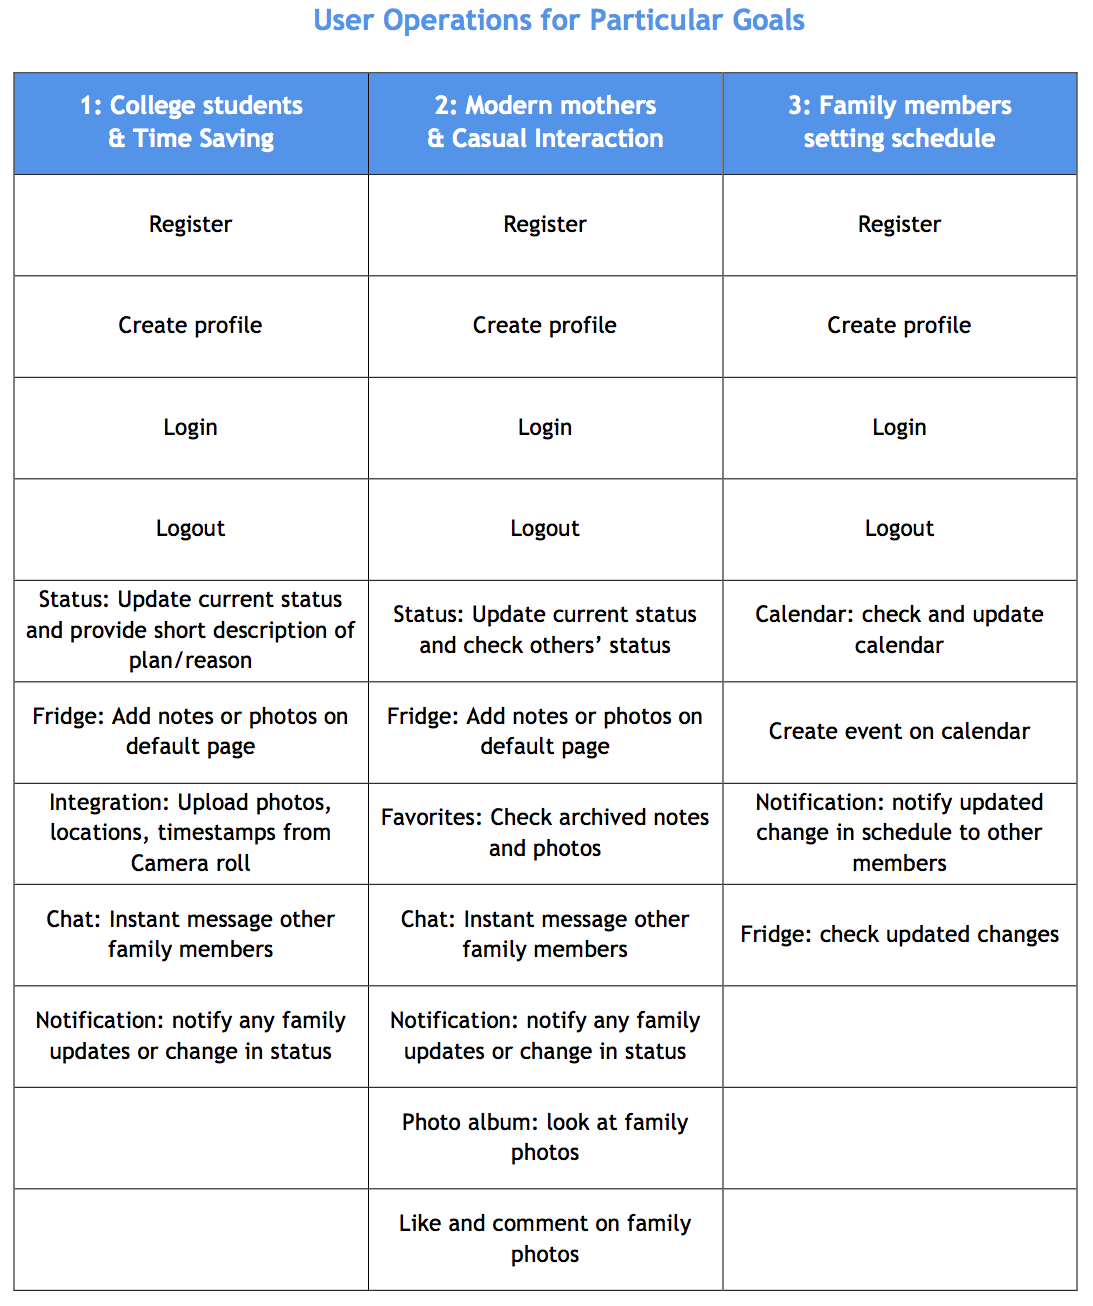 User Operations for Particular Goals
1: College students
& Time Saving
2: Modern mothers
& Casual Interaction
3: Family members
setting schedule
Register
Register
Register
Create profile
Create profile
Create profile
Login
Login
Login
Logout
Logout
Logout
Status: Update current status
and provide short description of
plan/reason
Status: Update current status
and check others’ status
Calendar: check and update
calendar
Fridge: Add notes or photos on
default page
Fridge: Add notes or photos on
default page
Create event on calendar
Integration: Upload photos,
locations, timestamps from
Camera roll
Favorites: Check archived notes
and photos
Notification: notify updated
change in schedule to other
members
Chat: Instant message other
family members
Chat: Instant message other
family members
Fridge: check updated changes
Notification: notify any family
updates or change in status
Notification: notify any family
updates or change in status
Photo album: look at family
photos
Like and comment on family
photos